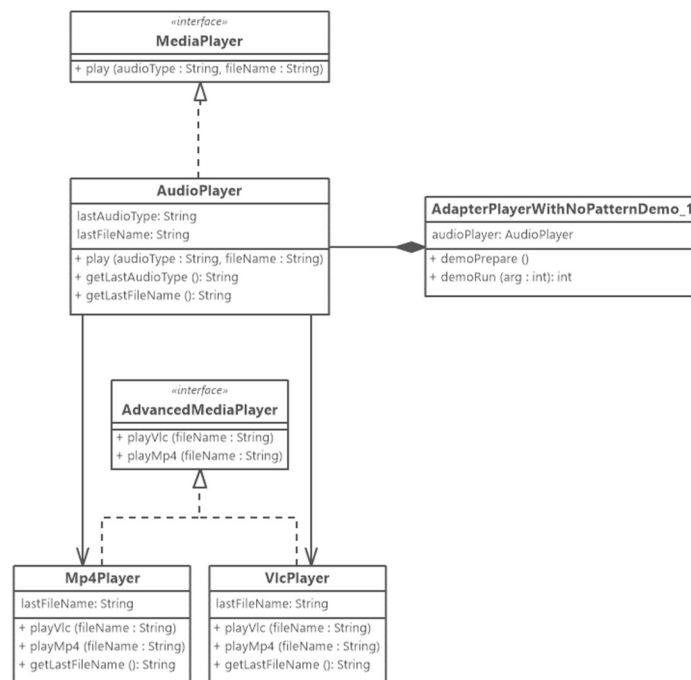 «interface»
MediaPlayer
+ play (audioType : String, fileName : String)
AudioPlayer
lastAudioType: String
lastFileName: String
+ play (audioType : String, fileName : String)
+ getLastAudioType (): String
+ getLastFileName (): String
AdapterPlayerWithNoPatternDemo_1
audioPlayer: AudioPlayer
+ demoPrepare ()
+ demoRun (arg : int): int
«interface»
AdvancedMediaPlayer
+ playVlc (fileName : String)
+ playMp4 (fileName : String)
Mp4Player
lastFileName: String
+ playVlc (fileName : String)
+ playMp4 (fileName : String)
+ getLastFileName (): String
VlcPlayer
lastFileName: String
+ playVlc (fileName : String)
+ playMp4 (fileName : String)
+ getLastFileName (): String